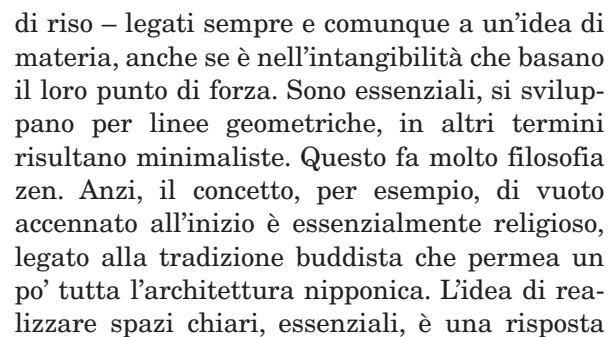 di riso – legati sempre e comunque a un'idea di
materia, anche se è nell'intangibilità che basano
il loro punto di forza. Sono essenziali, si svilup-
pano per linee geometriche, in altri termini
risultano minimaliste. Questo fa molto filosofia
zen. Anzi, il concetto, per esempio, di vuoto
accennato all'inizio è essenzialmente religioso,
legato alla tradizione buddista che permea un
po' tutta l'architettura nipponica. L'idea di rea-
lizzare spazi chiari, essenziali, è una risposta